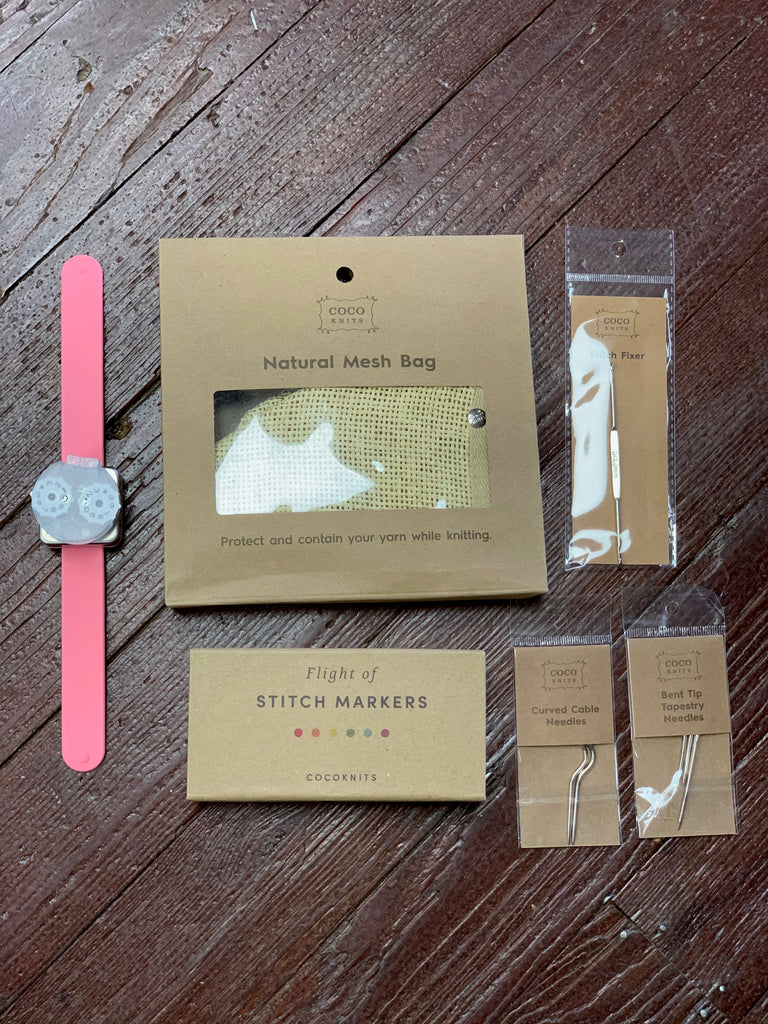 COCO
KNITS
Natural Mesh Bag
Protect and contain your yarn while knitting.
COCO
KNITS
Stitch Fixer
Flight of
STITCH MARKERS
COCOKNITS
COCO
KNITS
Curved Cable
Needles
COCO
KNITS
Bent Tip
Tapestry
Needles